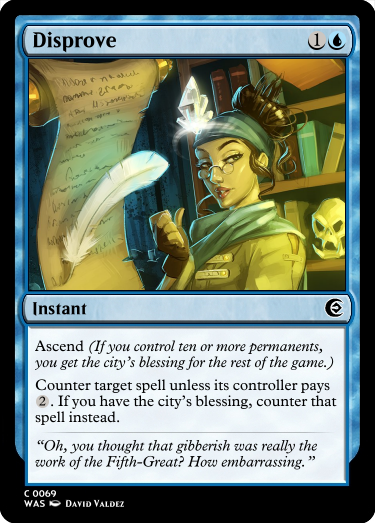 Disprove 1
Instant
Ascend (If you control ten or more permanents,
you get the city's blessing for the rest of the game.)
Counter target spell unless its controller pays
2. If you have the city's blessing, counter that
spell instead.
“Oh, you thought that gibberish was really the
work of the Fifth-Great? How embarrassing.”
C 0069
WAS DAVID VALDEZ